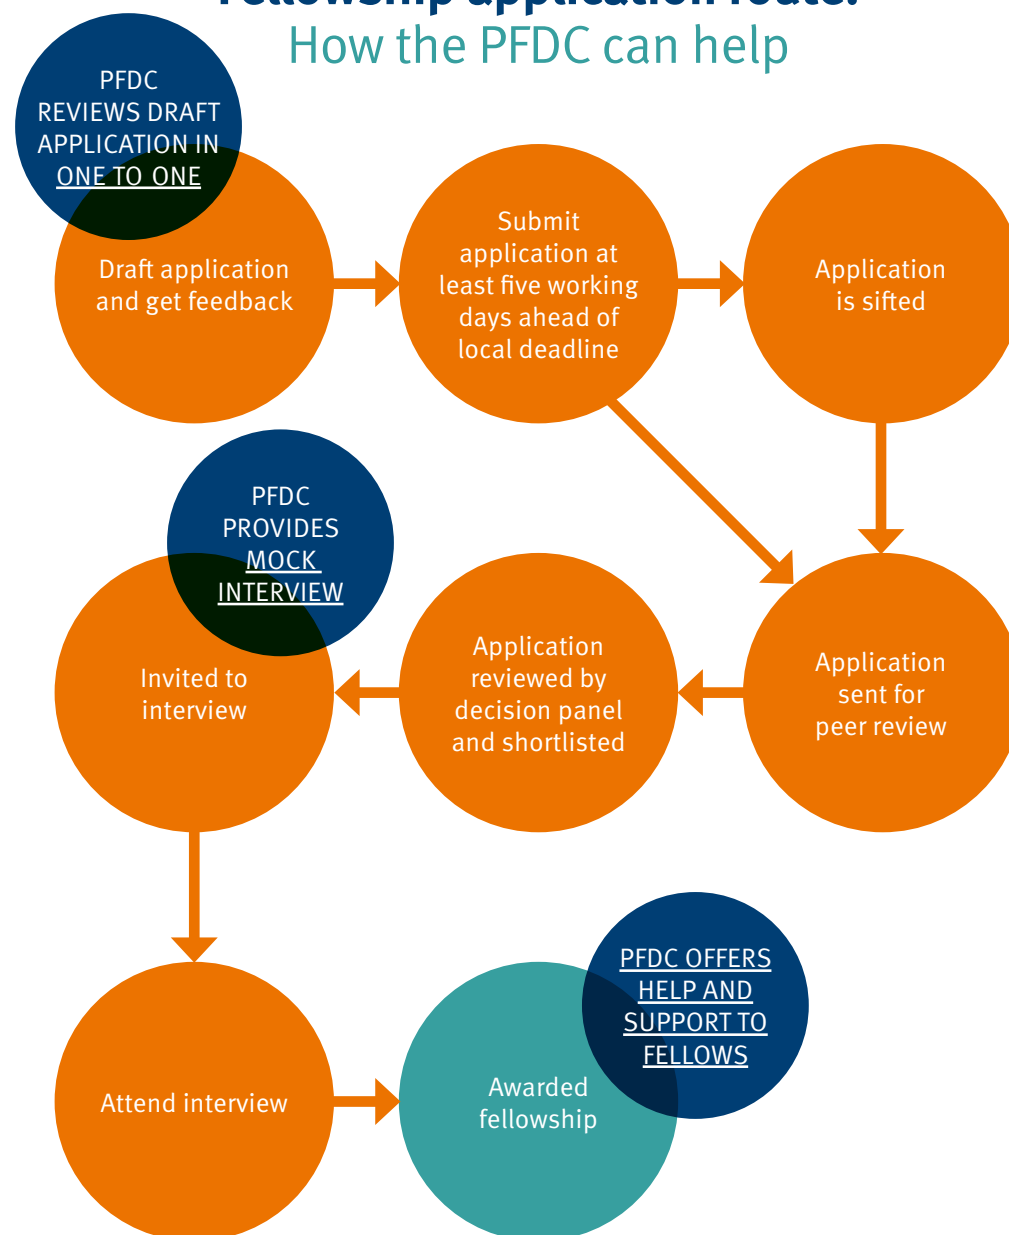 Fellowship application route:
How the PFDC can help
PFDC
REVIEWS DRAFT
APPLICATION IN
ONE TO ONE
Draft application
and get feedback
Submit
application at
least five working
days ahead of
local deadline
Application
is sifted
PFDC
PROVIDES
MOCK
INTERVIEW
Invited to
interview
Application
reviewed by
decision panel
and shortlisted
Application
sent for
peer review
Attend interview
Awarded
fellowship
PFDC OFFERS
HELP AND
SUPPORT TO
FELLOWS